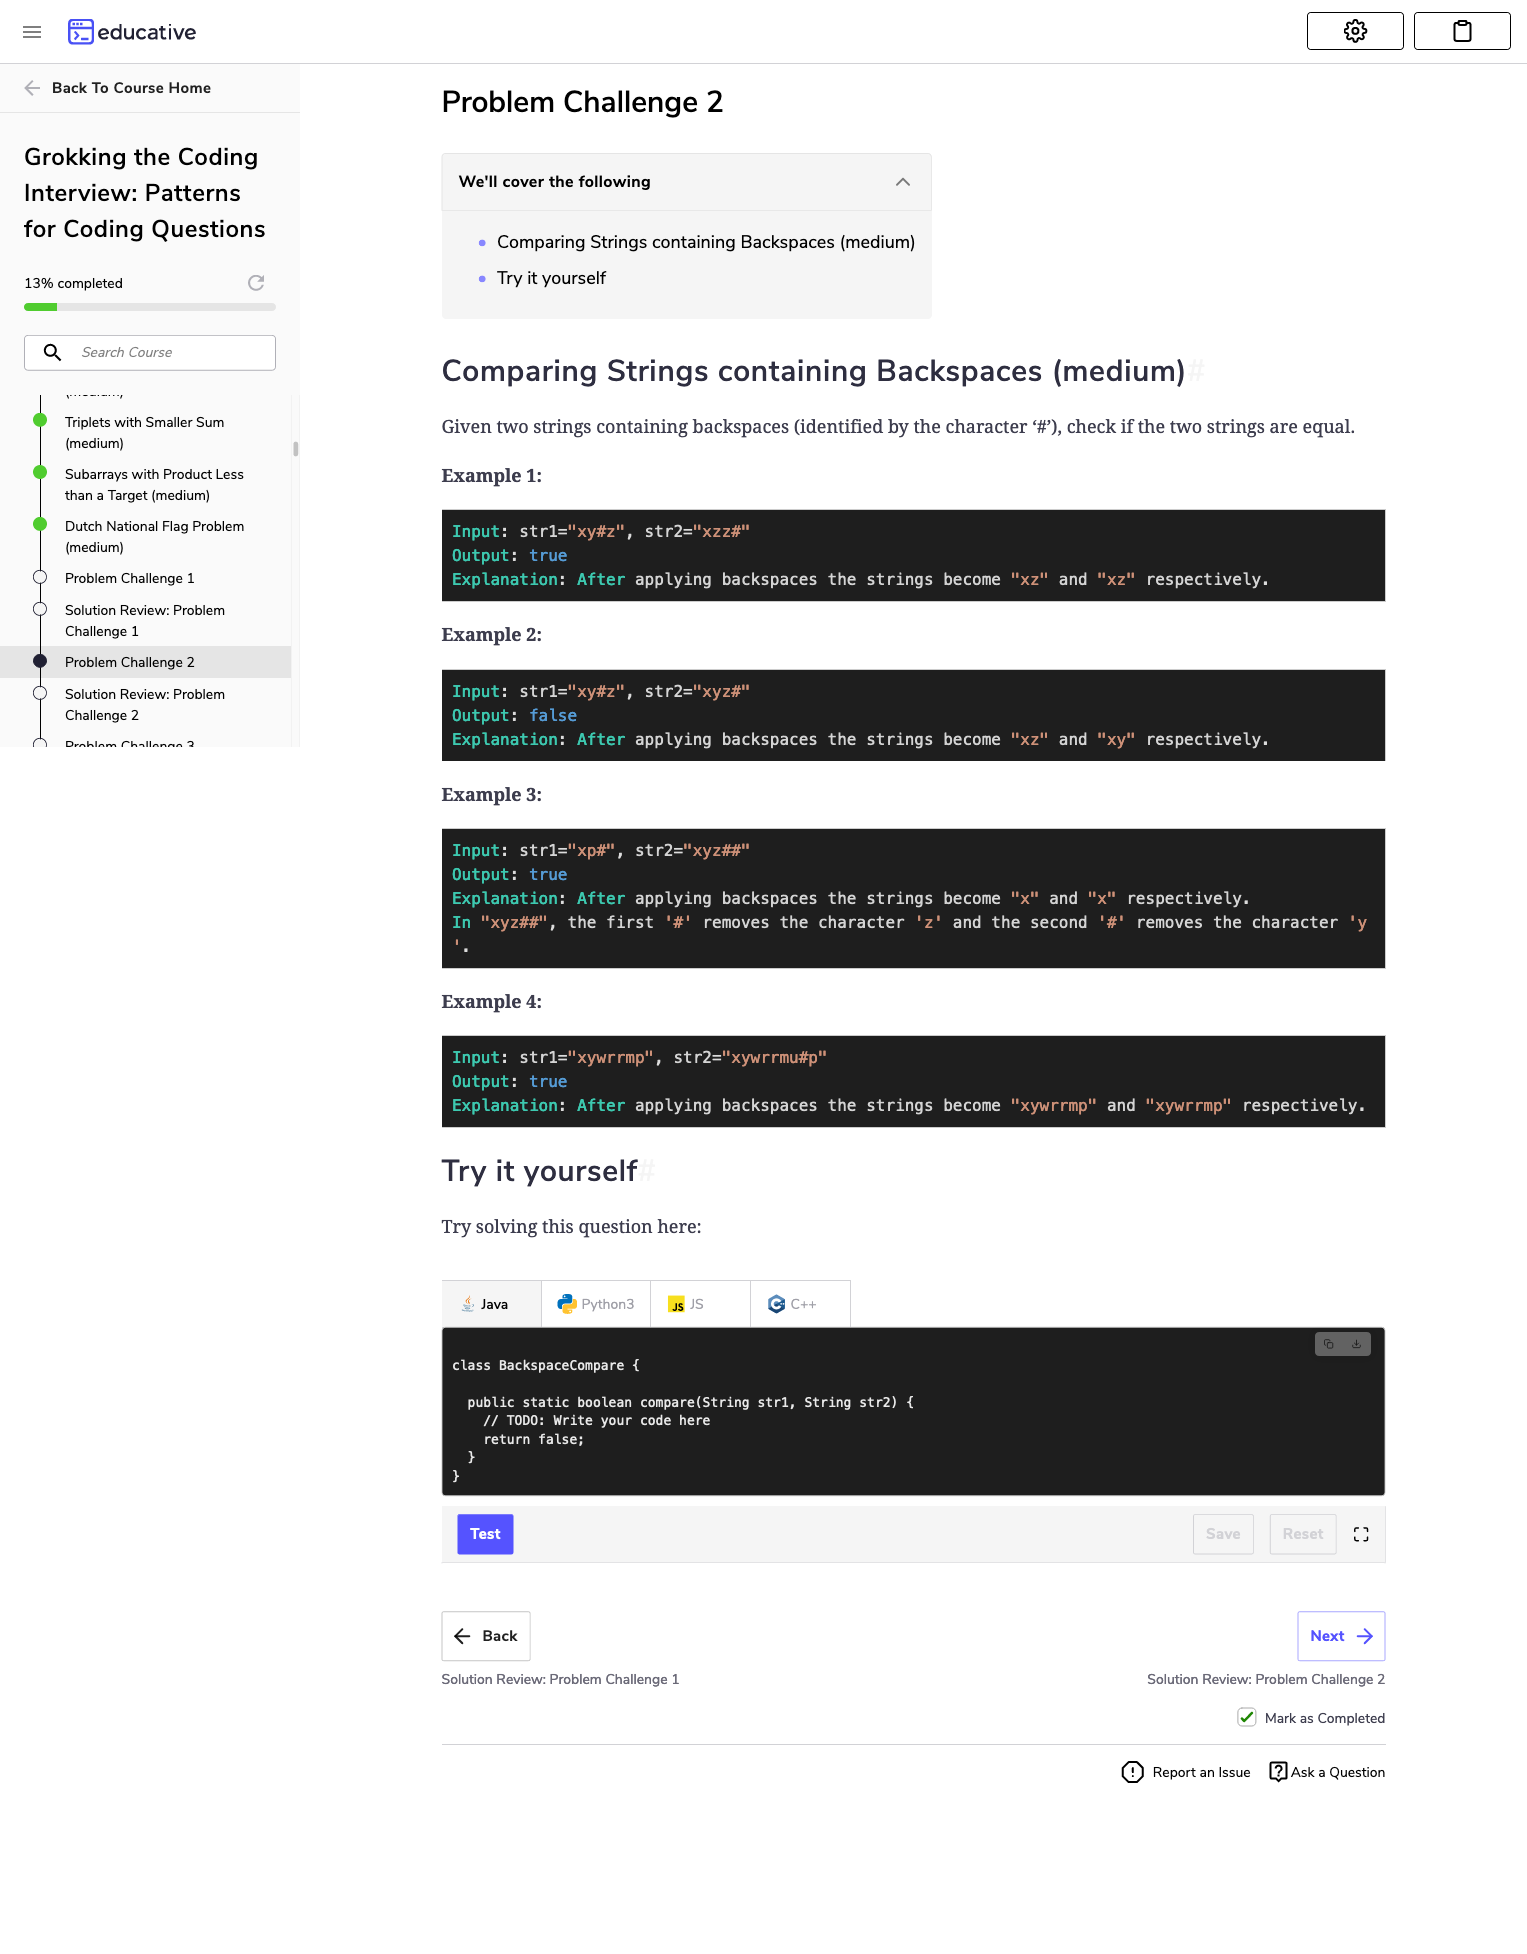 educative
Back To Course Home
Grokking the Coding
Interview: Patterns
for Coding Questions
13% completed
Search Course
Triplets with Smaller Sum
(medium)
Subarrays with Product Less
than a Target (medium)
Dutch National Flag Problem
(medium)
Problem Challenge 1
Solution Review: Problem
Challenge 1
Problem Challenge 2
Solution Review: Problem
Challenge 2
Problem Challenge 3
Problem Challenge 2
We'll cover the following
Comparing Strings containing Backspaces (medium)
Try it yourself
Comparing Strings containing Backspaces (medium)#
Given two strings containing backspaces (identified by the character ‘#’), check if the two strings are equal.
Example 1:
Input: str1="xy#z", str2="xzz#"
Output: true
Explanation: After applying backspaces the strings become "xz" and "xz" respectively.
Example 2:
Input: str1="xy#z", str2="xyz#"
Output: false
Explanation: After applying backspaces the strings become "xz" and "xy" respectively.
Example 3:
Input: str1="xp#", str2="xyz##"
Output: true
Explanation: After applying backspaces the strings become "x" and "x" respectively.
In "xyz##", the first '#' removes the character 'z' and the second '#' removes the character 'y
'.
Example 4:
Input: str1="xywrrmp", str2="xywrrmu#p"
Output: true
Explanation: After applying backspaces the strings become "xywrrmp" and "xywrrmp" respectively.
Try it yourself#
Try solving this question here:
Java Python3 JS JS C++
class BackspaceCompare {
public static boolean compare(String str1, String str2) {
// TODO: Write your code here
return false;
}
}
Test Save Reset
Back Next
Solution Review: Problem Challenge 1 Solution Review: Problem Challenge 2
Mark as Completed
Report an Issue Ask a Question